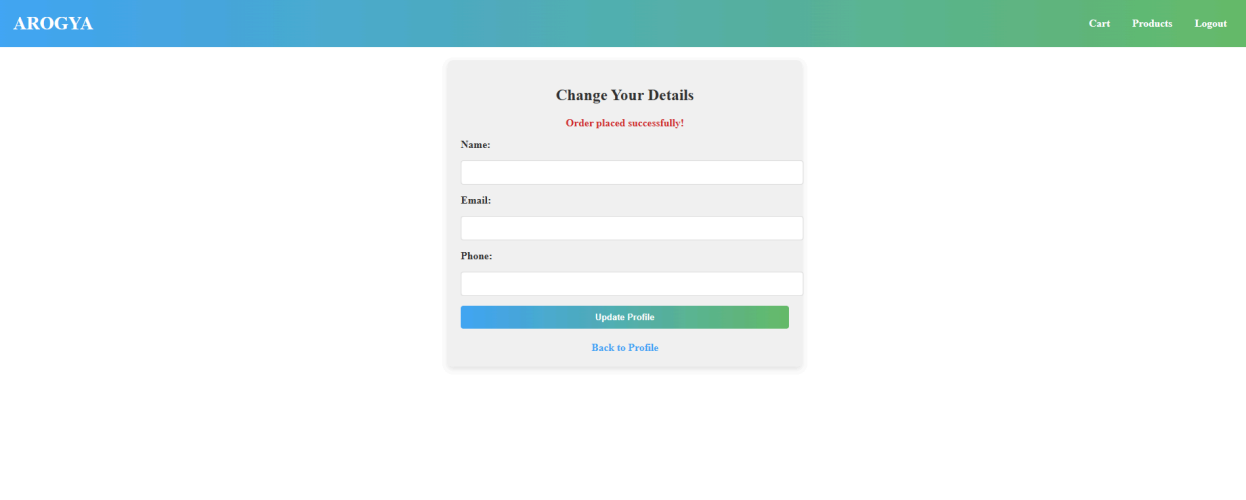 AROGYA
Cart Products Logout
Change Your Details
Order placed successfully!
Name:
Email:
Phone:
Update Profile
Back to Profile